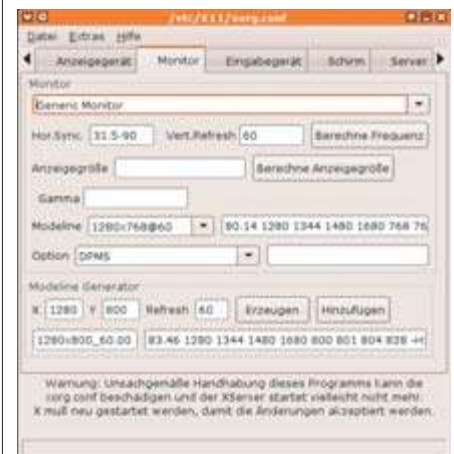 /etc/X11/xorg.conf
Datei Extras Hilfe
Anzeigegerät Monitor Eingabegerät Schirm Server
Monitor
Generic Monitor
Hor.Sync. 31.5-90 Vert.Refresh 60 Berechne Frequenz
Anzeigegröße Berechne Anzeigegröße
Gamma
Modeline 1280x768@60 80.14 1280 1344 1480 1680 768 76
Option DPMS
Modeline Generator
X 1280 Y 800 Refresh 60 Erzeugen Hinzufügen
1280x800_60.00 83.46 1280 1344 1480 1680 800 801 804 828 -H
Warnung: Unsachgemäße Handhabung dieses Programms kann die
xorg.conf beschädigen und der XServer startet vielleicht nicht mehr.
X muß neu gestartet werden, damit die Änderungen akzeptiert werden.